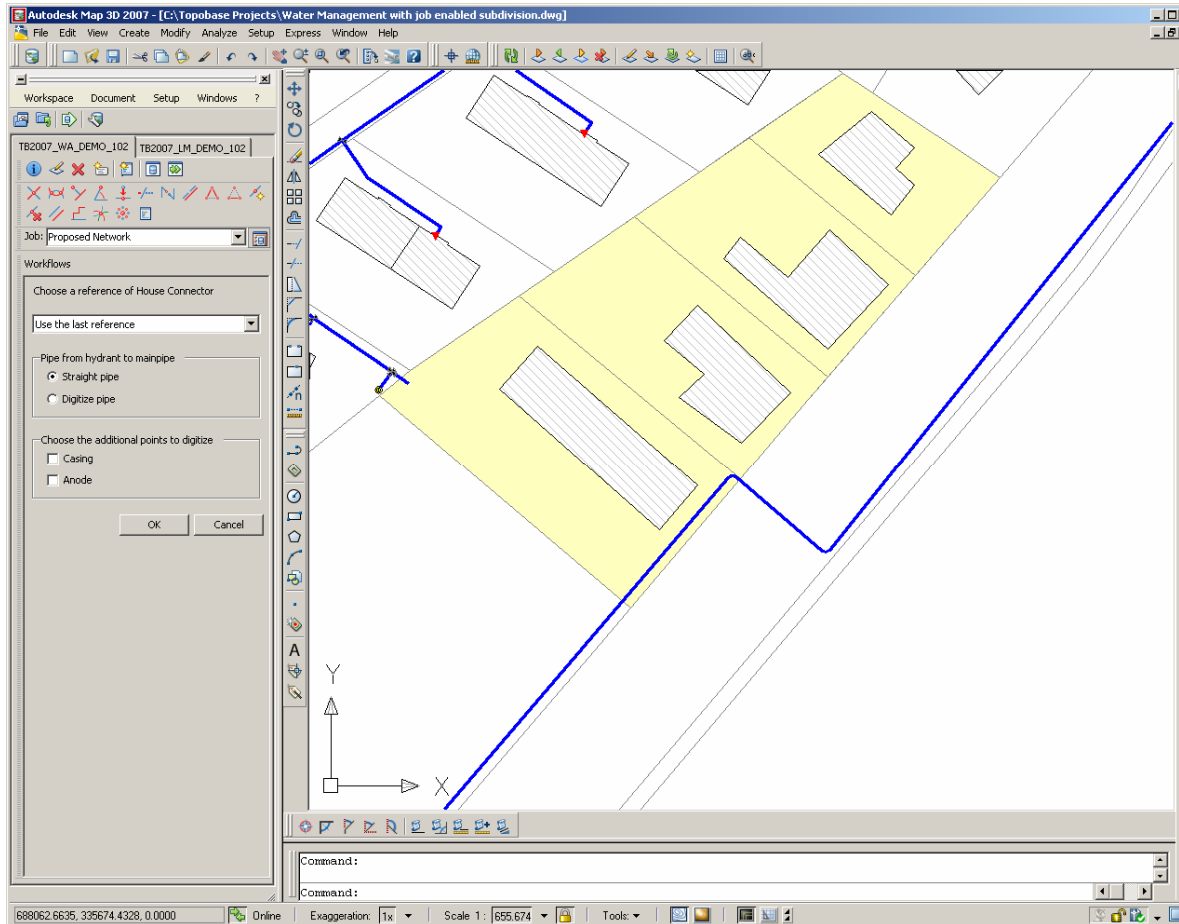 Autodesk Map 3D 2007 - [C:\Topobase Projects\Water Management with job enabled subdivision.dwg]
File Edit View Create Modify Analyze Setup Express Window Help
Workspace Document Setup Windows ?
TB2007_WA_DEMO_102 TB2007_LM_DEMO_102
Job: Proposed Network
Workflows
Choose a reference of House Connector
Use the last reference
Pipe from hydrant to mainpipe
Straight pipe
Digitize pipe
Choose the additional points to digitize
Casing
Anode
OK Cancel
Y
X
Command:
Command:
688062.6635, 335674.4328, 0.0000 Online Exaggeration: 1x Scale 1: 655.674 Tools: